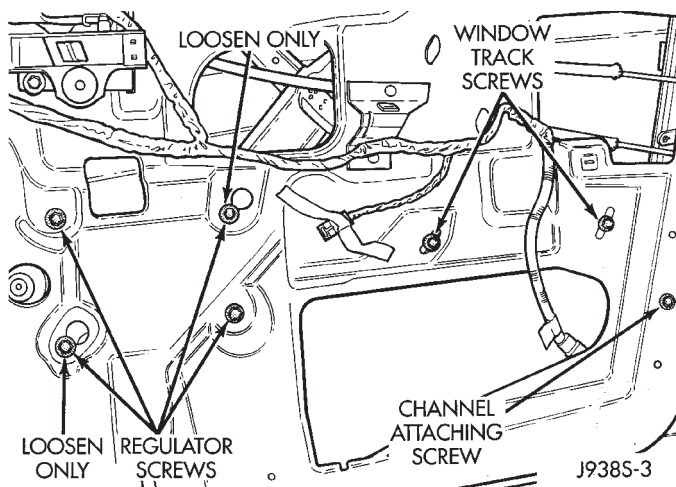 LOOSEN ONLY
WINDOW
TRACK
SCREWS
LOOSEN
ONLY
REGULATOR
SCREWS
CHANNEL
ATTACHING
SCREW
J938S-3